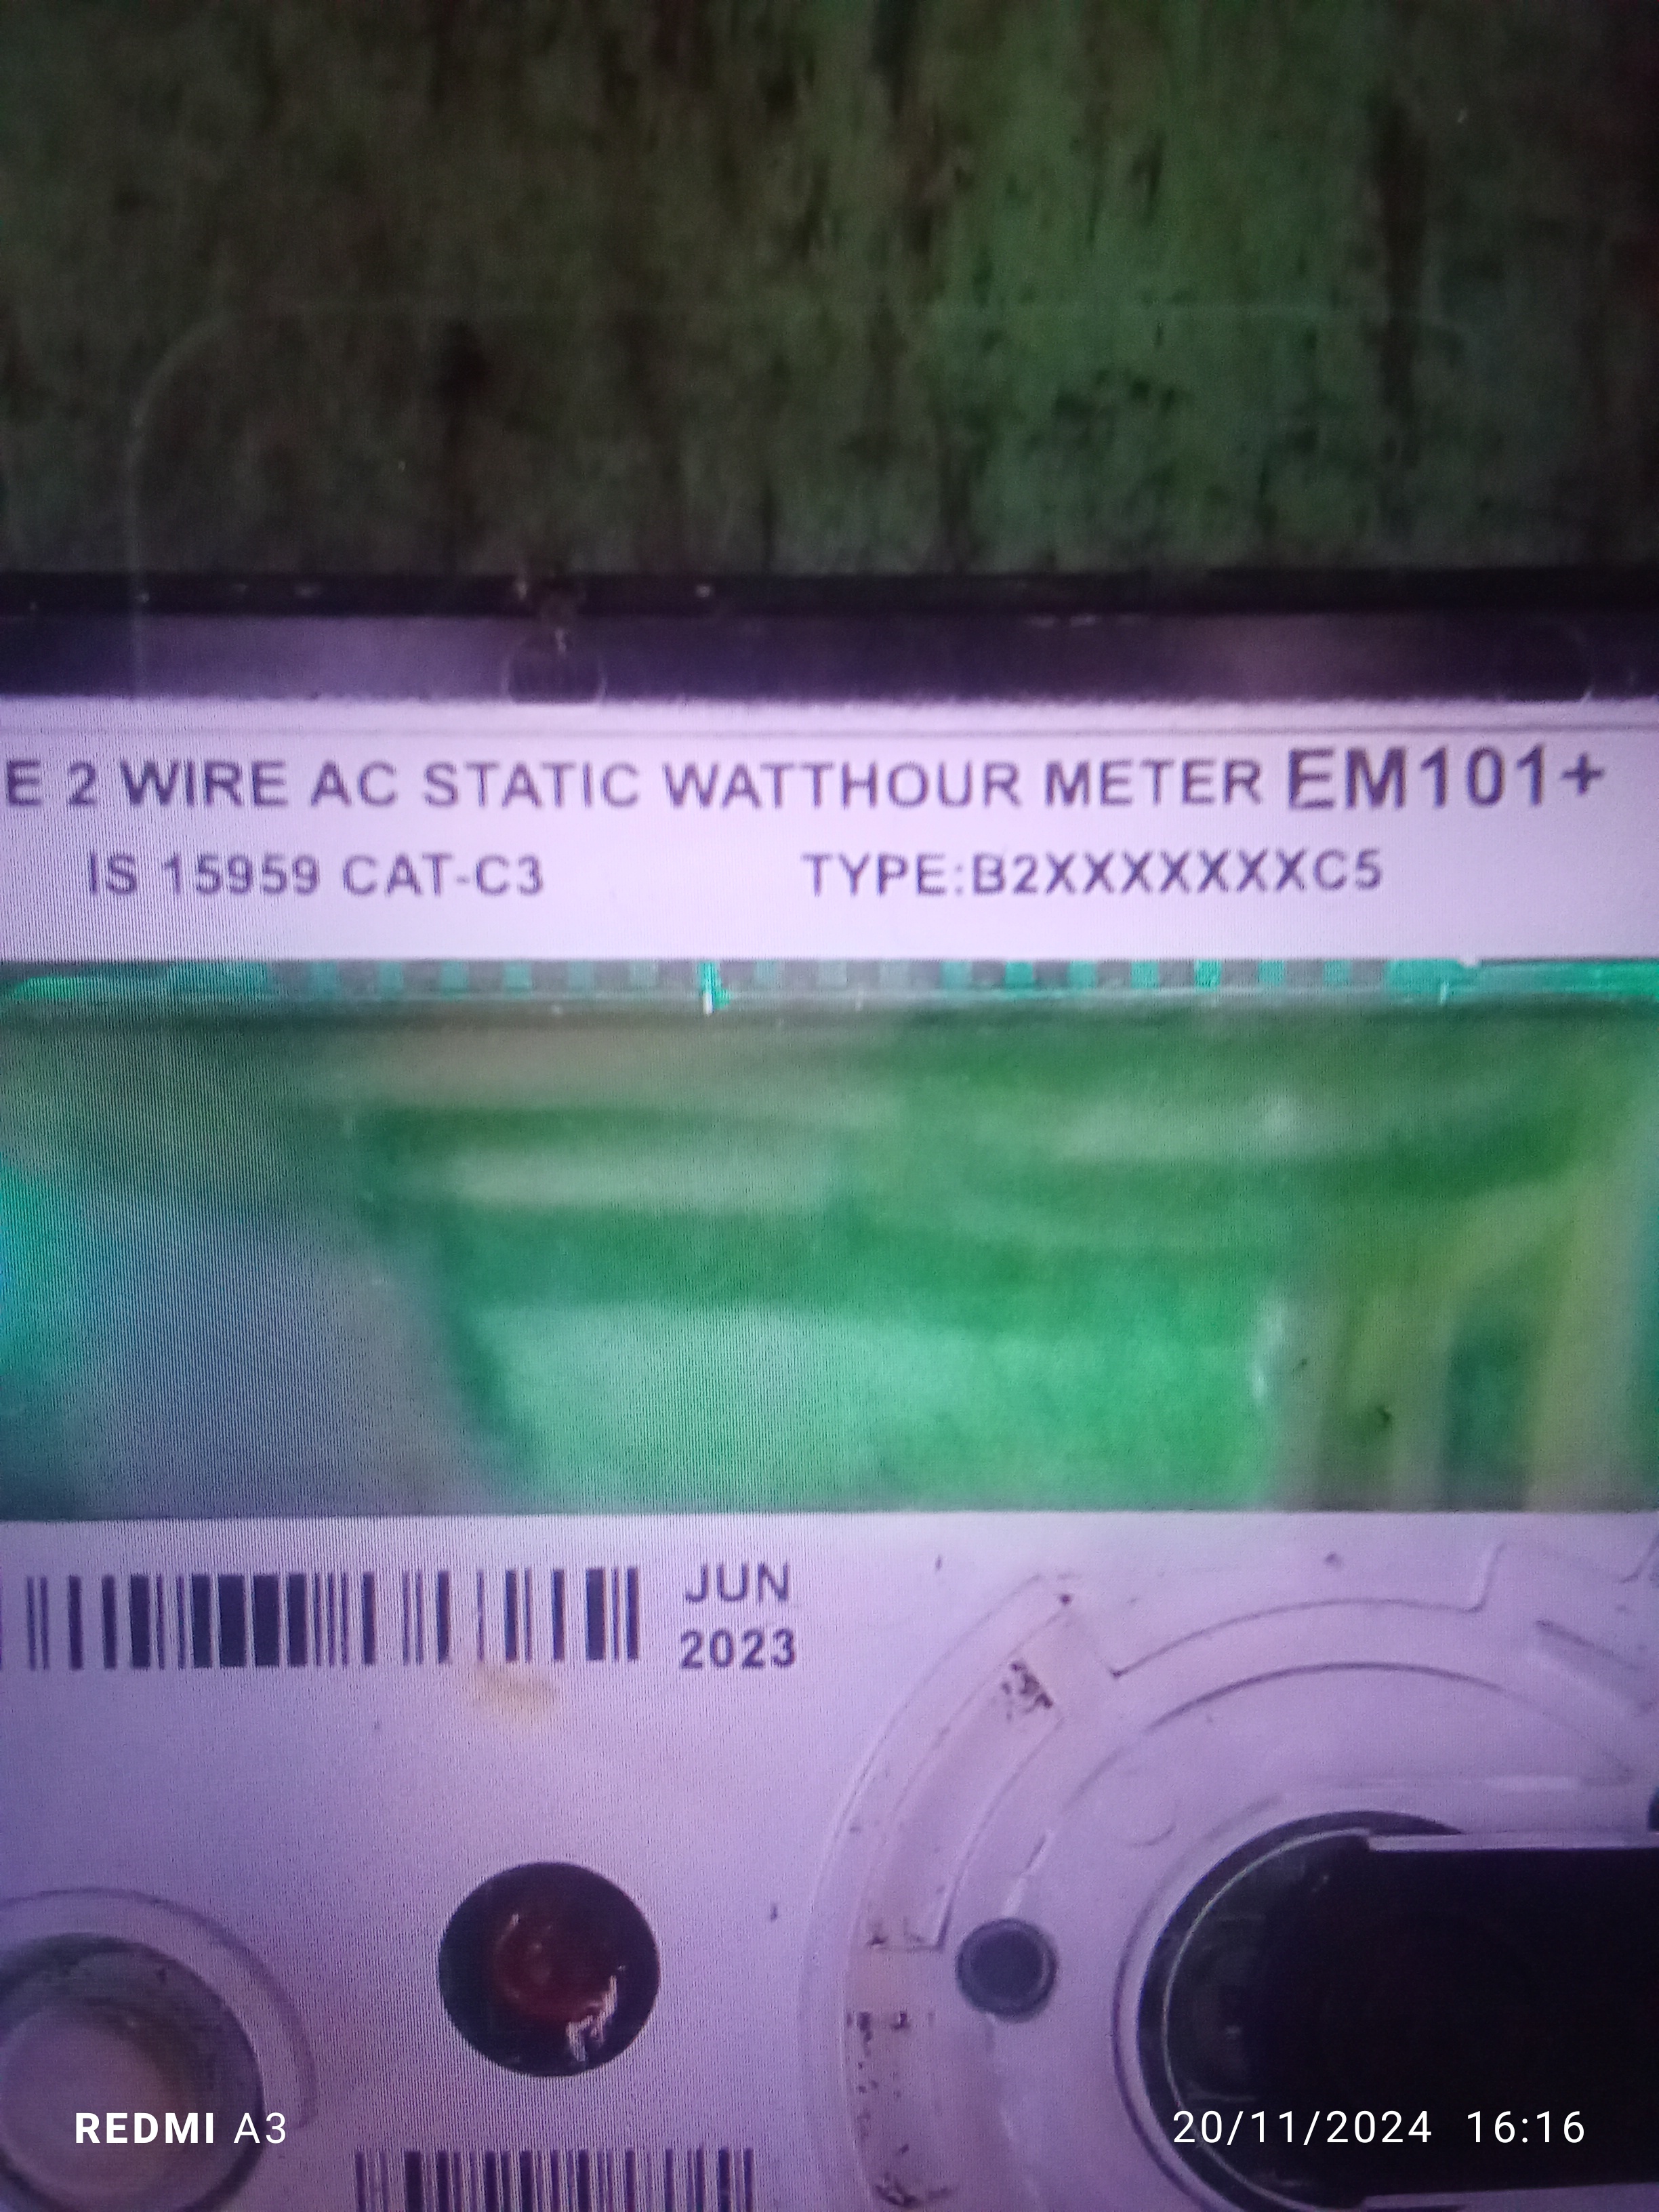 E 2 WIRE AC STATIC WATTHOUR METER EM101+
IS 15959 CAT-C3 TYPE:B2XXXXXXXC5
JUN
2023
REDMI A3
20/11/2024 16:16